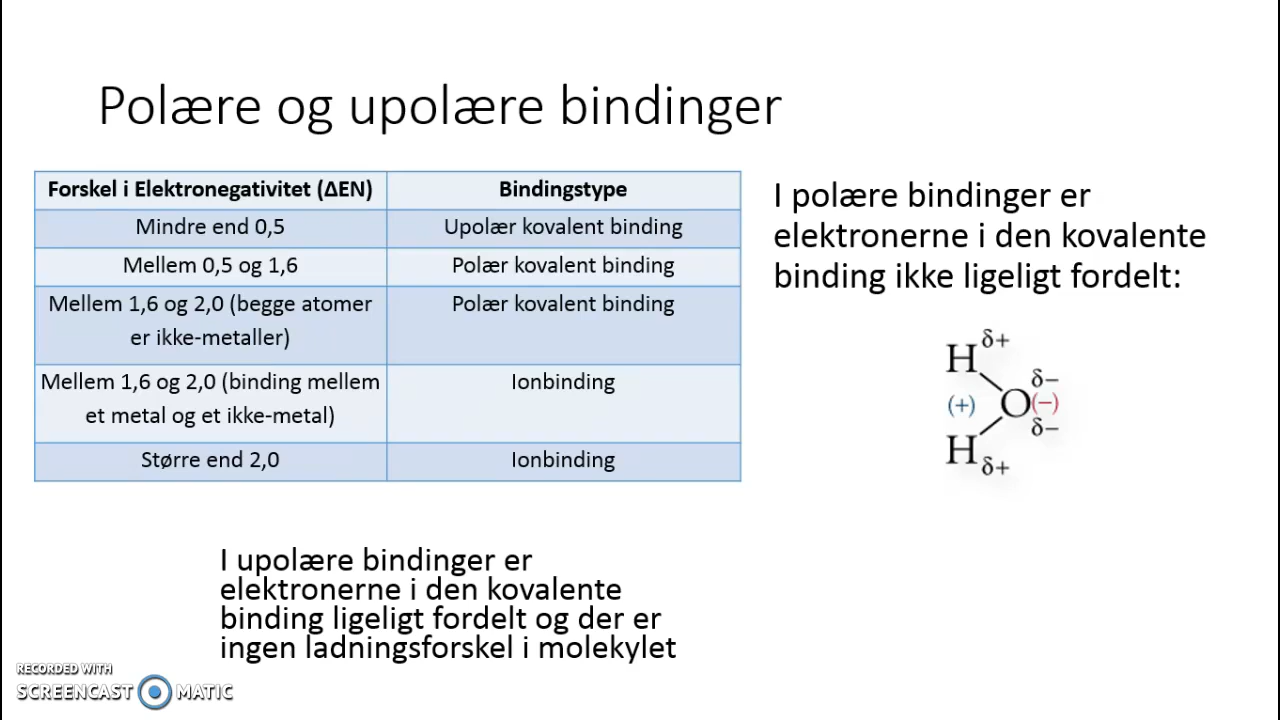 Polære og upolære bindinger
Forskel i Elektronegativitet (ΔEN) Bindingstype
Mindre end 0,5 Upolær kovalent binding
Mellem 0,5 og 1,6 Polær kovalent binding
Mellem 1,6 og 2,0 (begge atomer Polær kovalent binding
er ikke-metaller)
Mellem 1,6 og 2,0 (binding mellem Ionbinding
et metal og et ikke-metal)
Større end 2,0 Ionbinding
I polære bindinger er
elektronerne i den kovalente
binding ikke ligeligt fordelt:
H δ+
δ−
(+) O (−)
δ−
H δ+
I upolære bindinger er
elektronerne i den kovalente
binding ligeligt fordelt og der er
ingen ladningsforskel i molekylet
RECORDED WITH
SCREENCAST MATIC